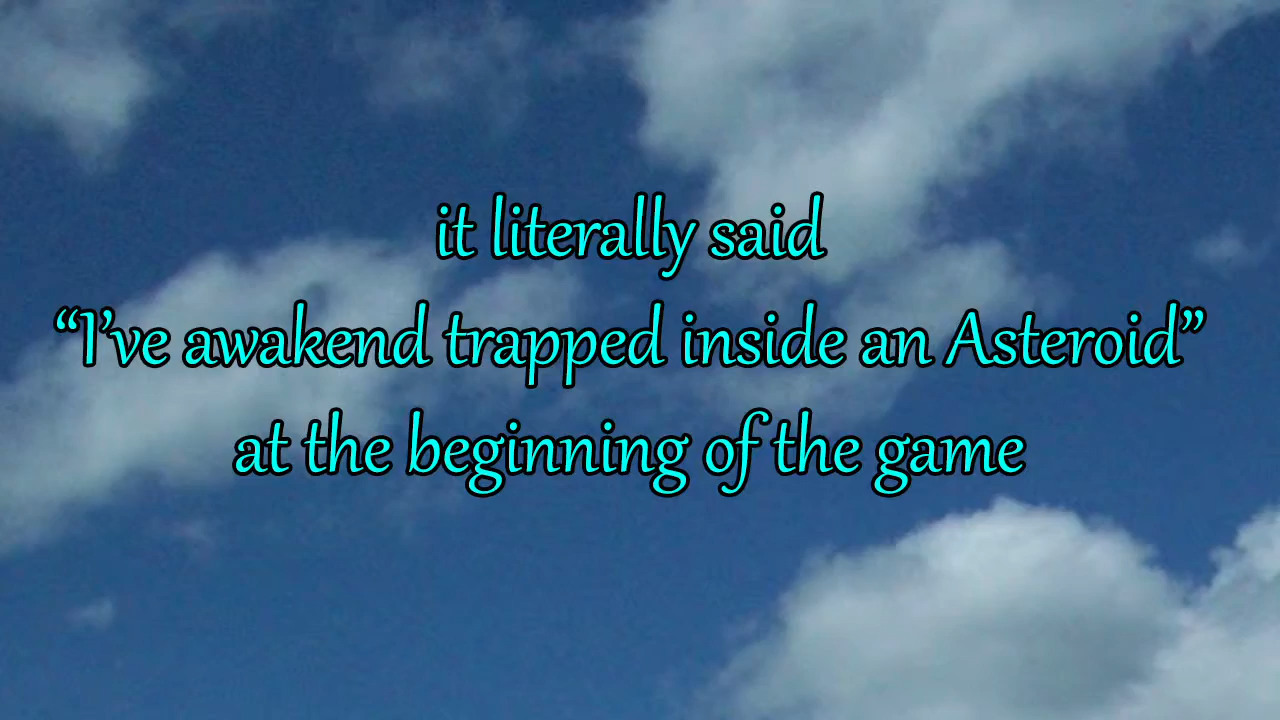 it literally said
“I’ve awakend trapped inside an Asteroid”
at the beginning of the game